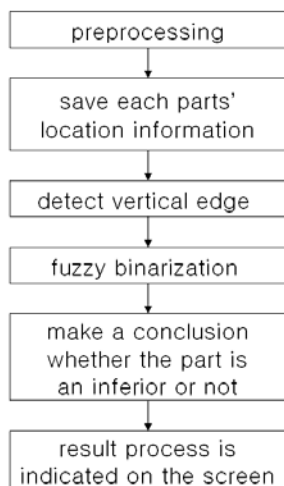 preprocessing
save each parts'
location information
detect vertical edge
fuzzy binarization
make a conclusion
whether the part is
an inferior or not
result process is
indicated on the screen